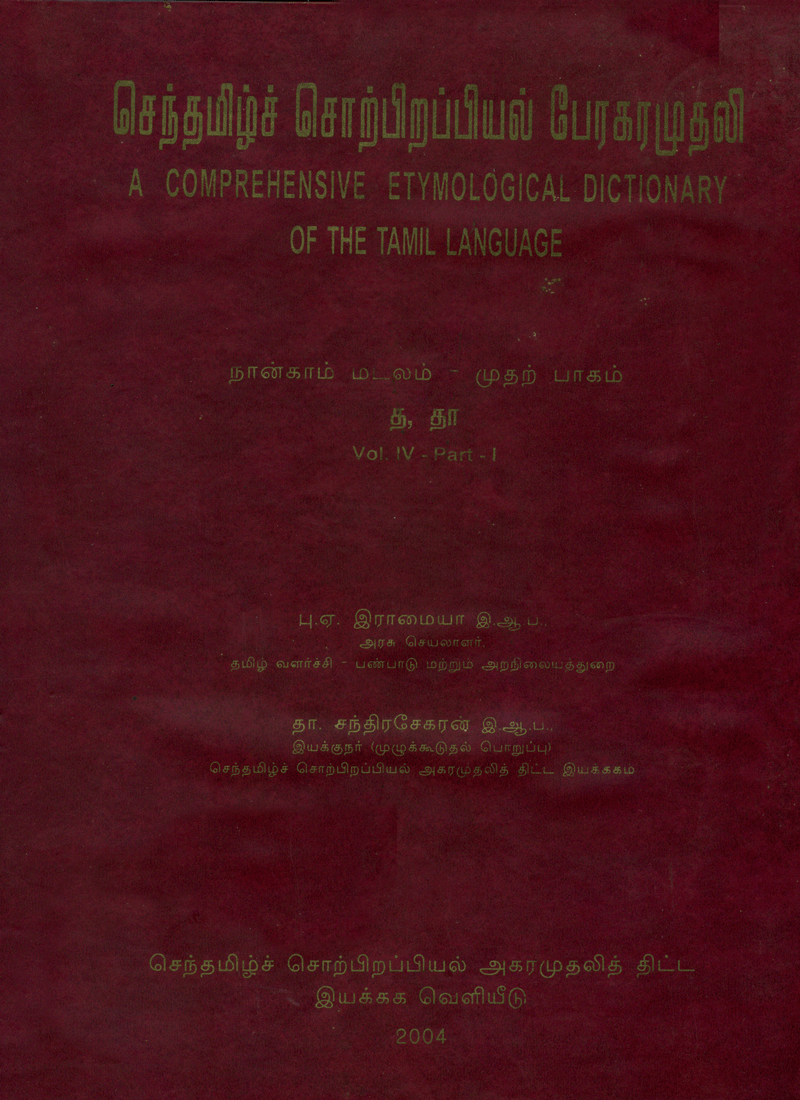 செந்தமிழ்ச் சொற்பிறப்பியல் பேரகரமுதலி
A COMPREHENSIVE ETYMOLOGICAL DICTIONARY
OF THE TAMIL LANGUAGE
நான்காம் மடலம் - முதற் பாகம்
த, தா
Vol. IV - Part - I
பு.ஏ. இராமையா இ.ஆ.ப.,
அரசு செயலாளர்,
தமிழ் வளர்ச்சி - பண்பாடு மற்றும் அறநிலையத்துறை
தா. சந்திரசேகரன் இ.ஆ.ப.,
இயக்குநர் (முழுக்கூடுதல் பொறுப்பு)
செந்தமிழ்ச் சொற்பிறப்பியல் அகரமுதலித் திட்ட இயக்ககம்
செந்தமிழ்ச் சொற்பிறப்பியல் அகரமுதலித் திட்ட
இயக்கக வெளியீடு
2004